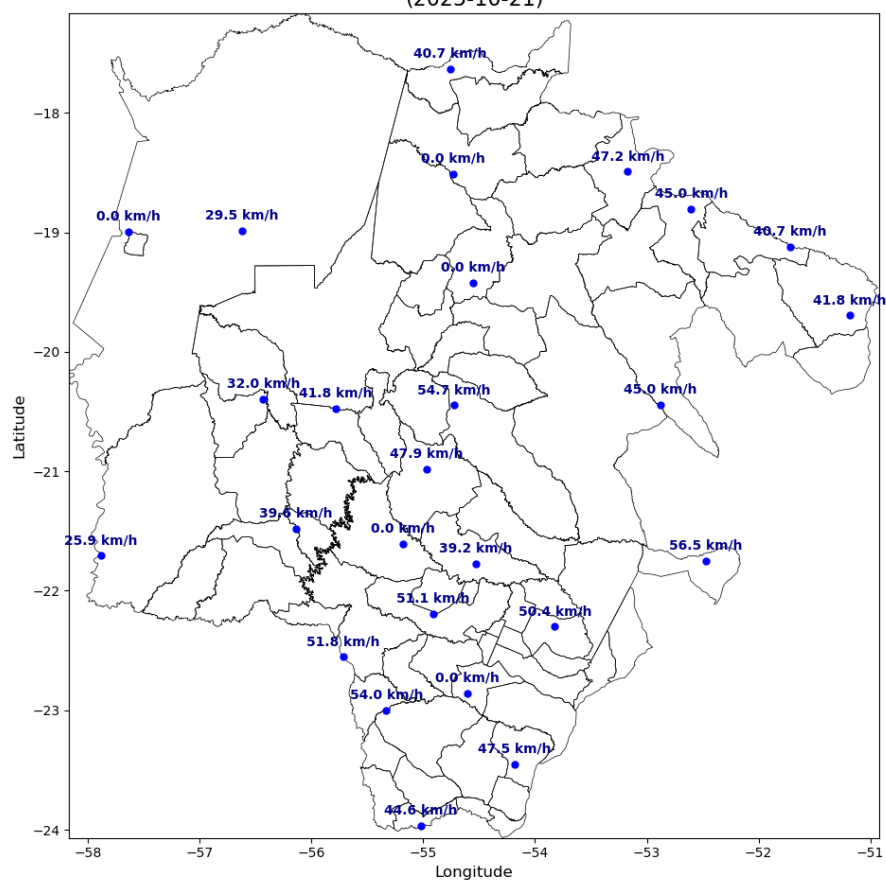 (2025-10-21)
40.7 km/h
−18
0.0 km/h
47.2 km/h
45.0 km/h
0.0 km/h
29.5 km/h
−19
40.7 km/h
0.0 km/h
41.8 km/h
−20
32.0 km/h
41.8 km/h
54.7 km/h
45.0 km/h
Latitude
−21
47.9 km/h
39.6 km/h
0.0 km/h
25.9 km/h
39.2 km/h
56.5 km/h
−22
51.1 km/h
50.4 km/h
51.8 km/h
0.0 km/h
−23
54.0 km/h
47.5 km/h
44.6 km/h
−24
−58 −57 −56 −55 −54 −53 −52 −51
Longitude